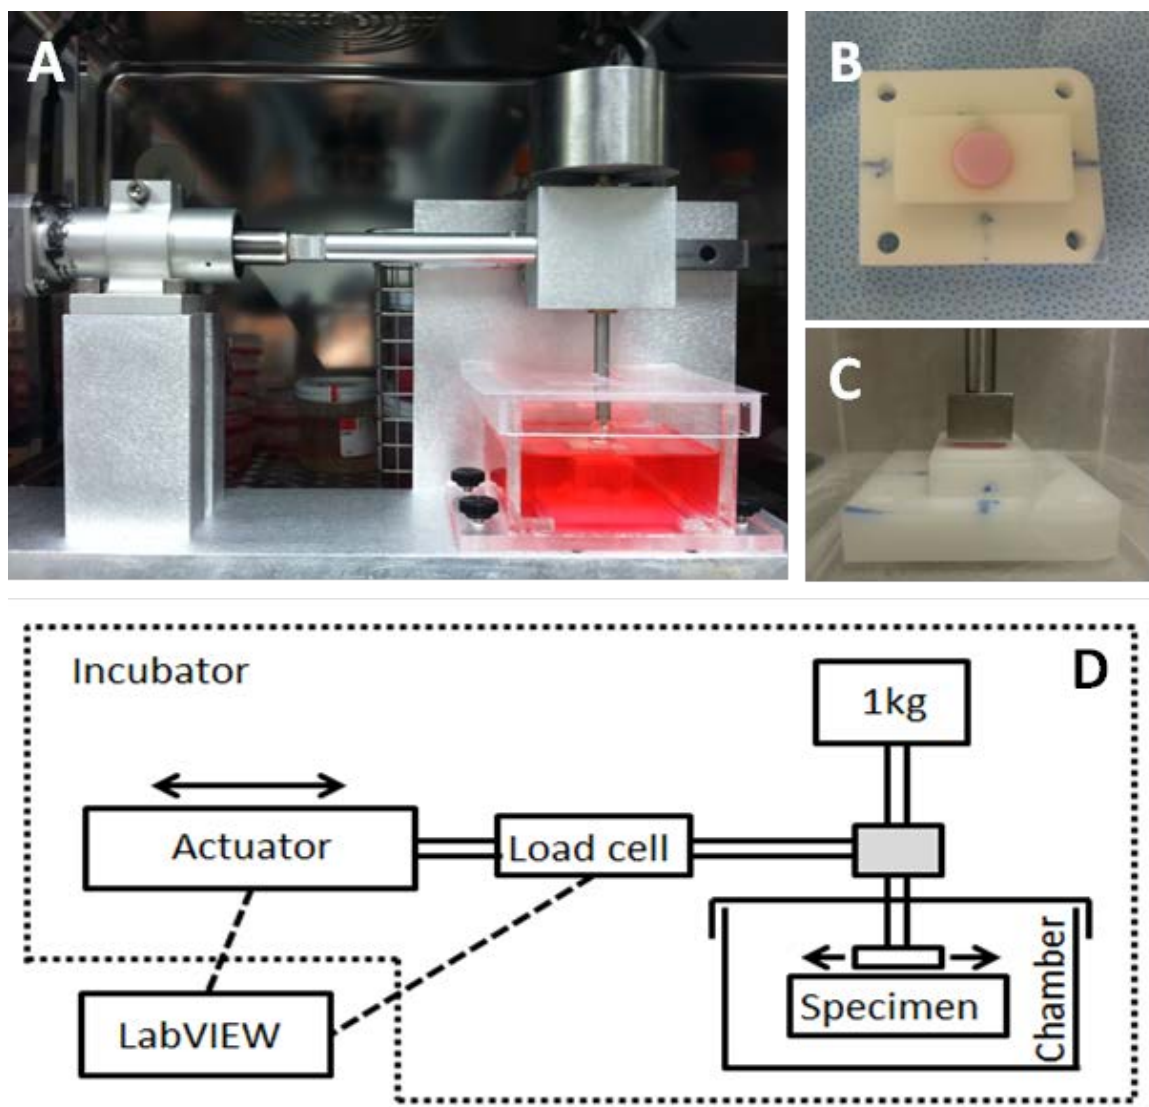 A
B
C
D
Incubator
1kg
Actuator
Load cell
Chamber
Specimen
LabVIEW